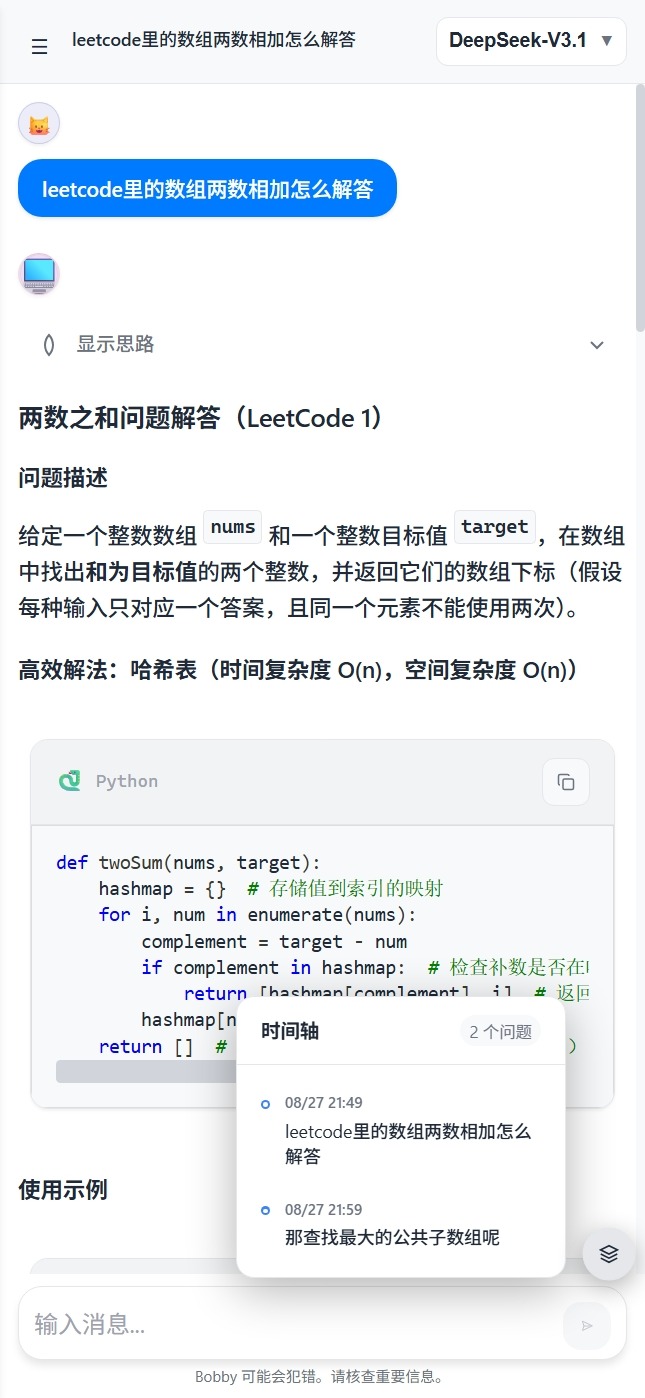 leetcode里的数组两数相加怎么解答
DeepSeek-V3.1
leetcode里的数组两数相加怎么解答
显示思路
两数之和问题解答（LeetCode 1）
问题描述
给定一个整数数组 nums 和一个整数目标值 target，在数组
中找出和为目标值的两个整数，并返回它们的数组下标（假设
每种输入只对应一个答案，且同一个元素不能使用两次）。
高效解法：哈希表（时间复杂度 O(n)，空间复杂度 O(n)）
Python
def twoSum(nums, target):
    hashmap = {}  # 存储值到索引的映射
    for i, num in enumerate(nums):
        complement = target - num
        if complement in hashmap:  # 检查补数是否在
            return [hashmap[complement], i]  # 返回
        hashmap[n
    return []  #
）
时间轴
2 个问题
08/27 21:49
leetcode里的数组两数相加怎么
解答
08/27 21:59
那查找最大的公共子数组呢
使用示例
输入消息...
Bobby 可能会犯错。请核查重要信息。